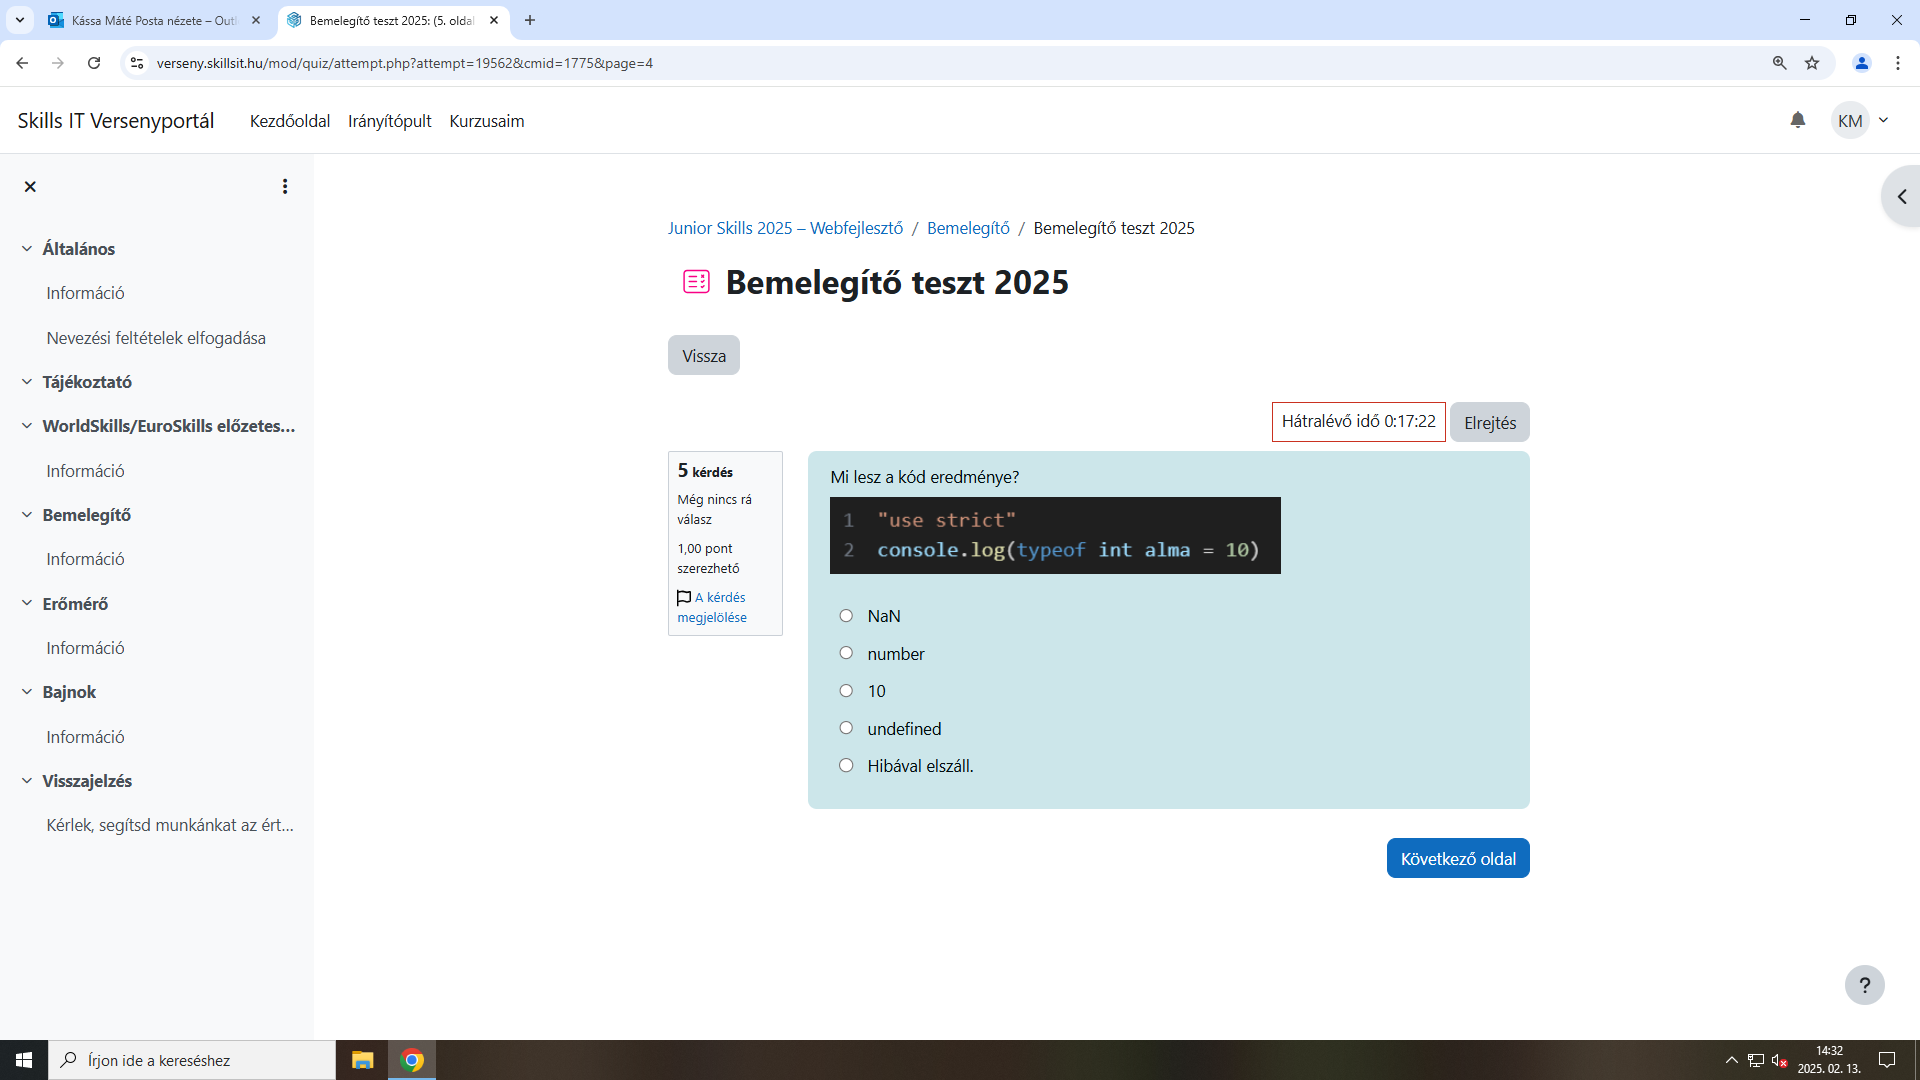 Kássa Máté Posta nézete – Outl
Bemelegítő teszt 2025: (5. oldal
verseny.skillsit.hu/mod/quiz/attempt.php?attempt=19562&cmid=1775&page=4
Skills IT Versenyportál
Kezdőoldal
Irányítópult
Kurzusaim
KM
Általános
Információ
Nevezési feltételek elfogadása
Tájékoztató
WorldSkills/EuroSkills előzetes...
Információ
Bemelegítő
Információ
Erőmérő
Információ
Bajnok
Információ
Visszajelzés
Kérlek, segítsd munkánkat az ért...
Junior Skills 2025 – Webfejlesztő / Bemelegítő / Bemelegítő teszt 2025
Bemelegítő teszt 2025
Vissza
Hátralévő idő 0:17:22
Elrejtés
5 kérdés
Még nincs rá
válasz
1,00 pont
szerezhető
A kérdés
megjelölése
Mi lesz a kód eredménye?
1 "use strict"
2 console.log(typeof int alma = 10)
NaN
number
10
undefined
Hibával elszáll.
Következő oldal
?
Írjon ide a kereséshez
14:32
2025. 02. 13.